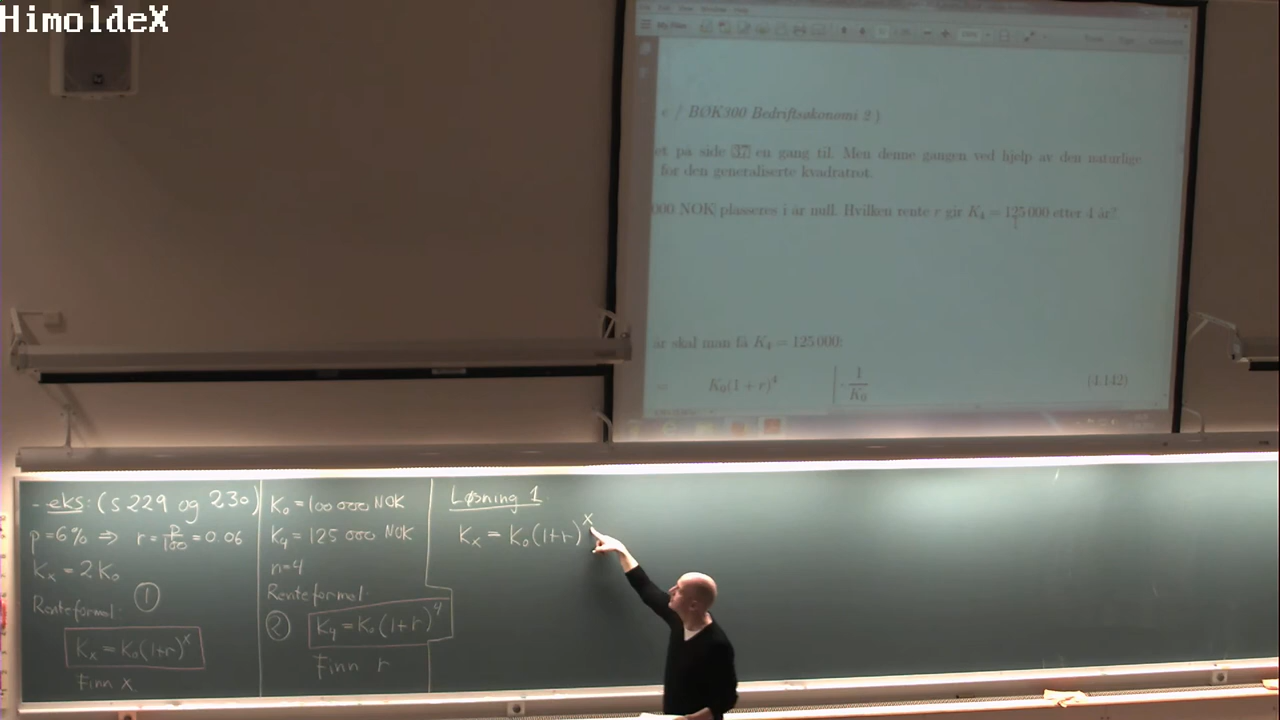 HimoldeX
e / BØK300 Bedriftsøkonomi 2 )
et på side 37 en gang til. Men denne gangen ved hjelp av den naturlige
for den generaliserte kvadratrot.
000 NOK plasseres i år null. Hvilken rente r gir K₄ = 125 000 etter 4 år?
år skal man få K₄ = 125 000:
K₀(1 + r)⁴ | · 1/K₀ (4.142)
- eks: (s 229 og 230)
p = 6% ⇒ r = p/100 = 0.06
Kₓ = 2 K₀
Renteformel: ①
Kₓ = K₀(1+r)ˣ
Finn x
K₀ = 100 000 NOK
K₄ = 125 000 NOK
n=4
Renteformel:
② K₄ = K₀(1+r)⁴
Finn r
Løsning 1
Kₓ = K₀(1+r)ˣ